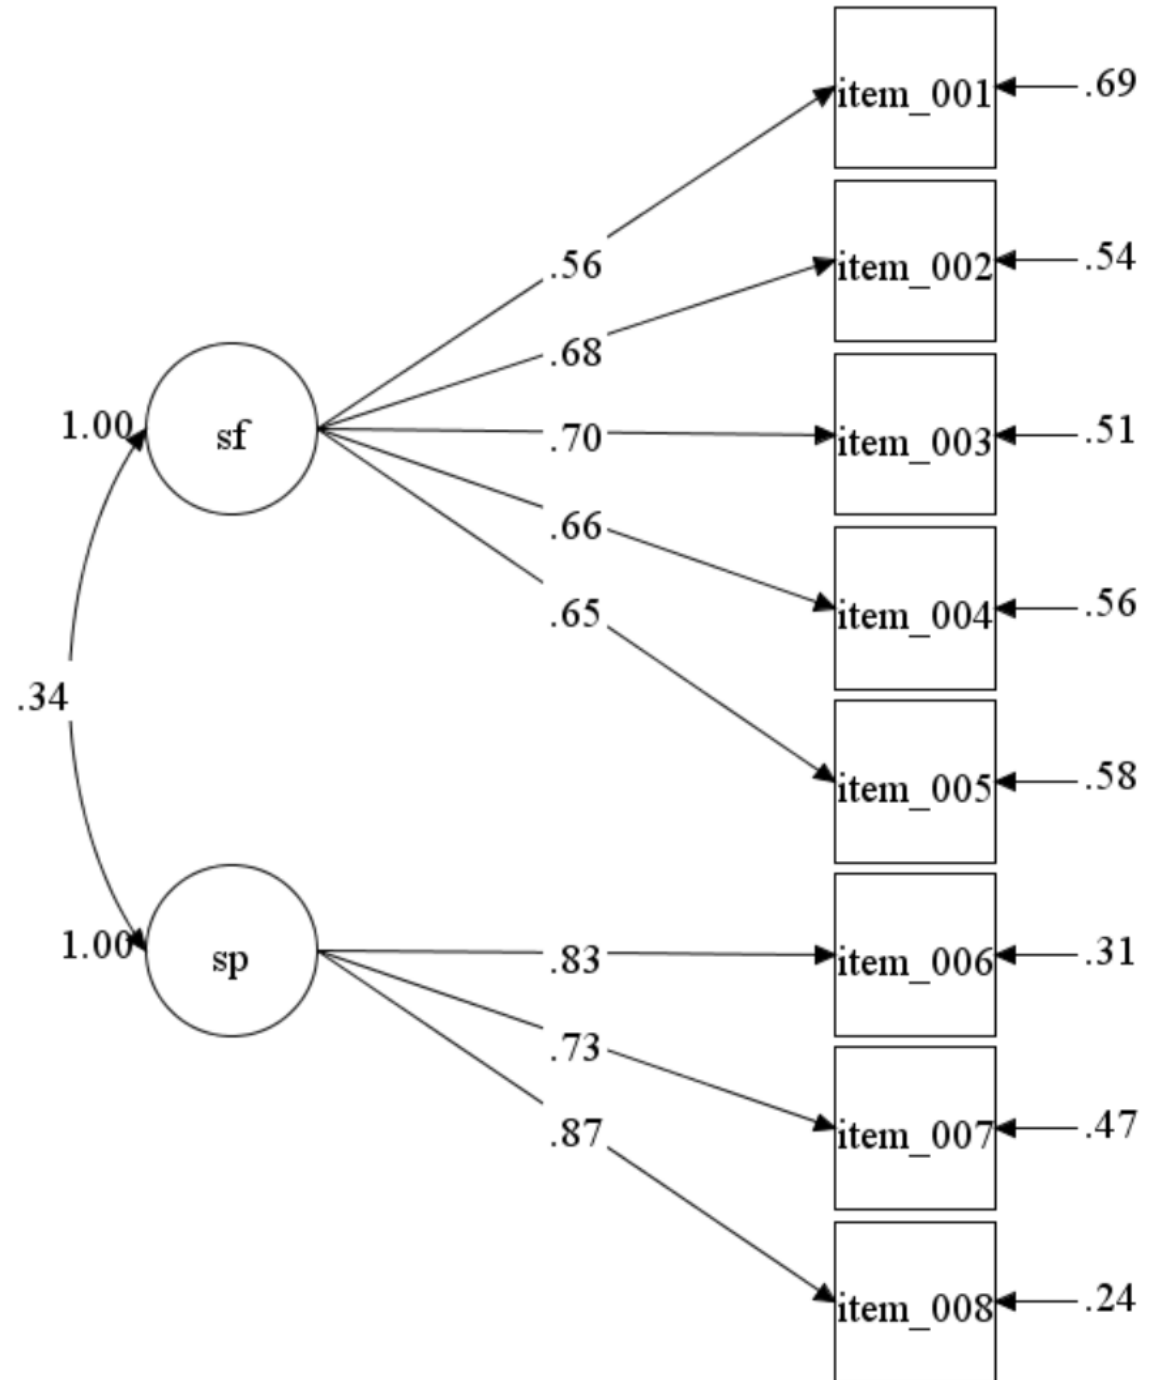 item_001
.69
.56
item_002
.54
.68
1.00
sf
.70
item_003
.51
.66
item_004
.56
.65
.34
item_005
.58
1.00
sp
.83
item_006
.31
.73
item_007
.47
.87
item_008
.24